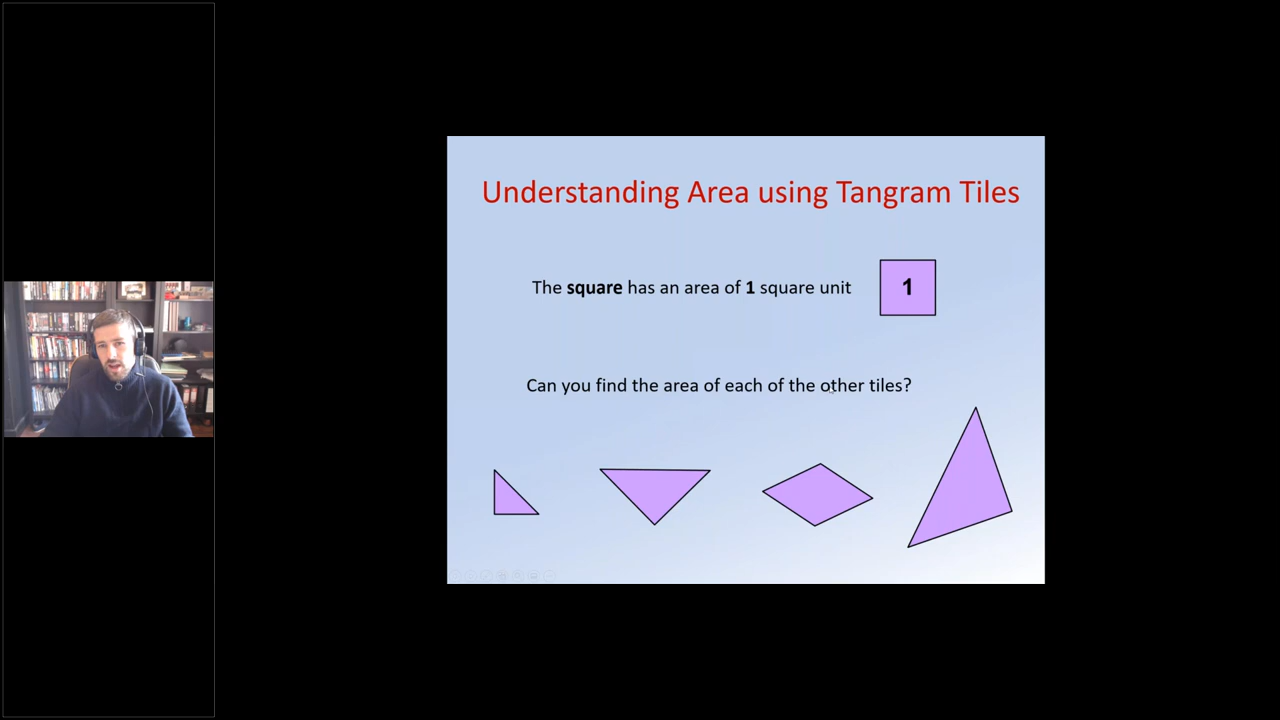 Understanding Area using Tangram Tiles
The square has an area of 1 square unit
1
Can you find the area of each of the other tiles?